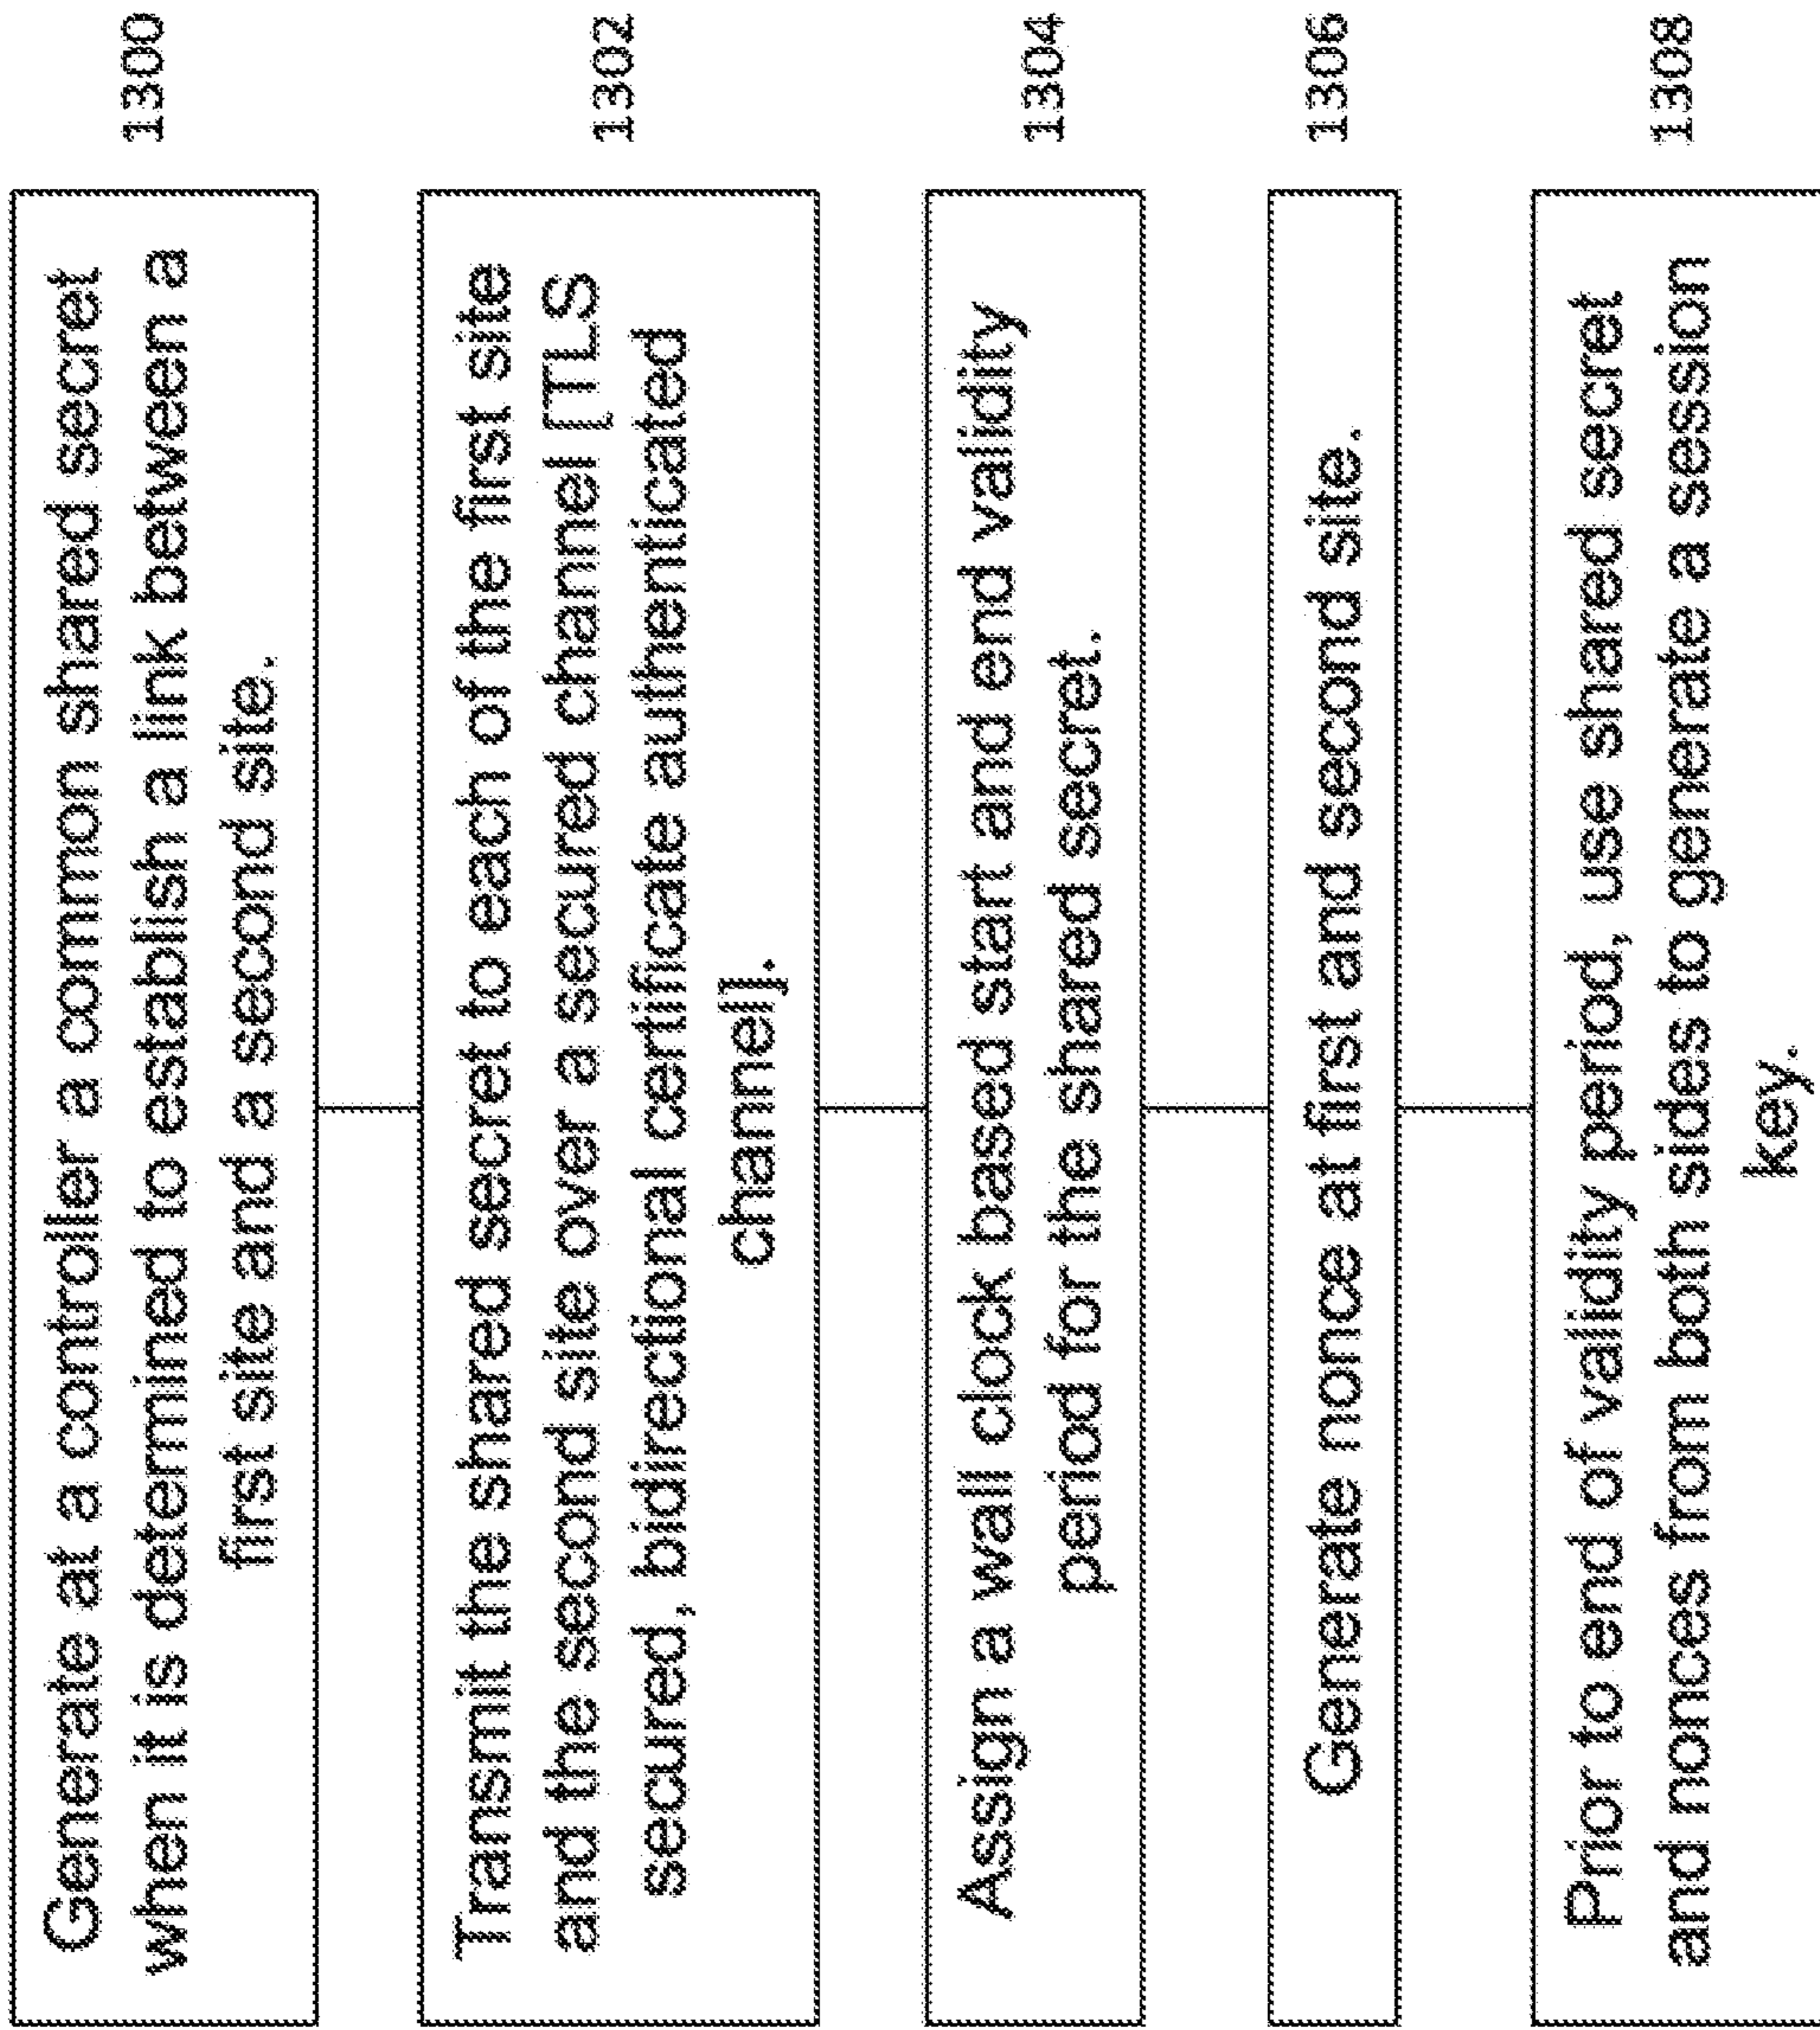 Generate at a controller a common shared secret
when it is determined to establish a link between a
first site and a second site.
1300
Transmit the shared secret to each of the first site
and the second site over a secured channel [TLS
secured, bidirectional certificate authenticated
channel].
1302
Assign a wall clock based start and end validity
period for the shared secret.
1304
Generate nonce at first and second site.
1306
Prior to end of validity period, use shared secret
and nonces from both sides to generate a session
key.
1308